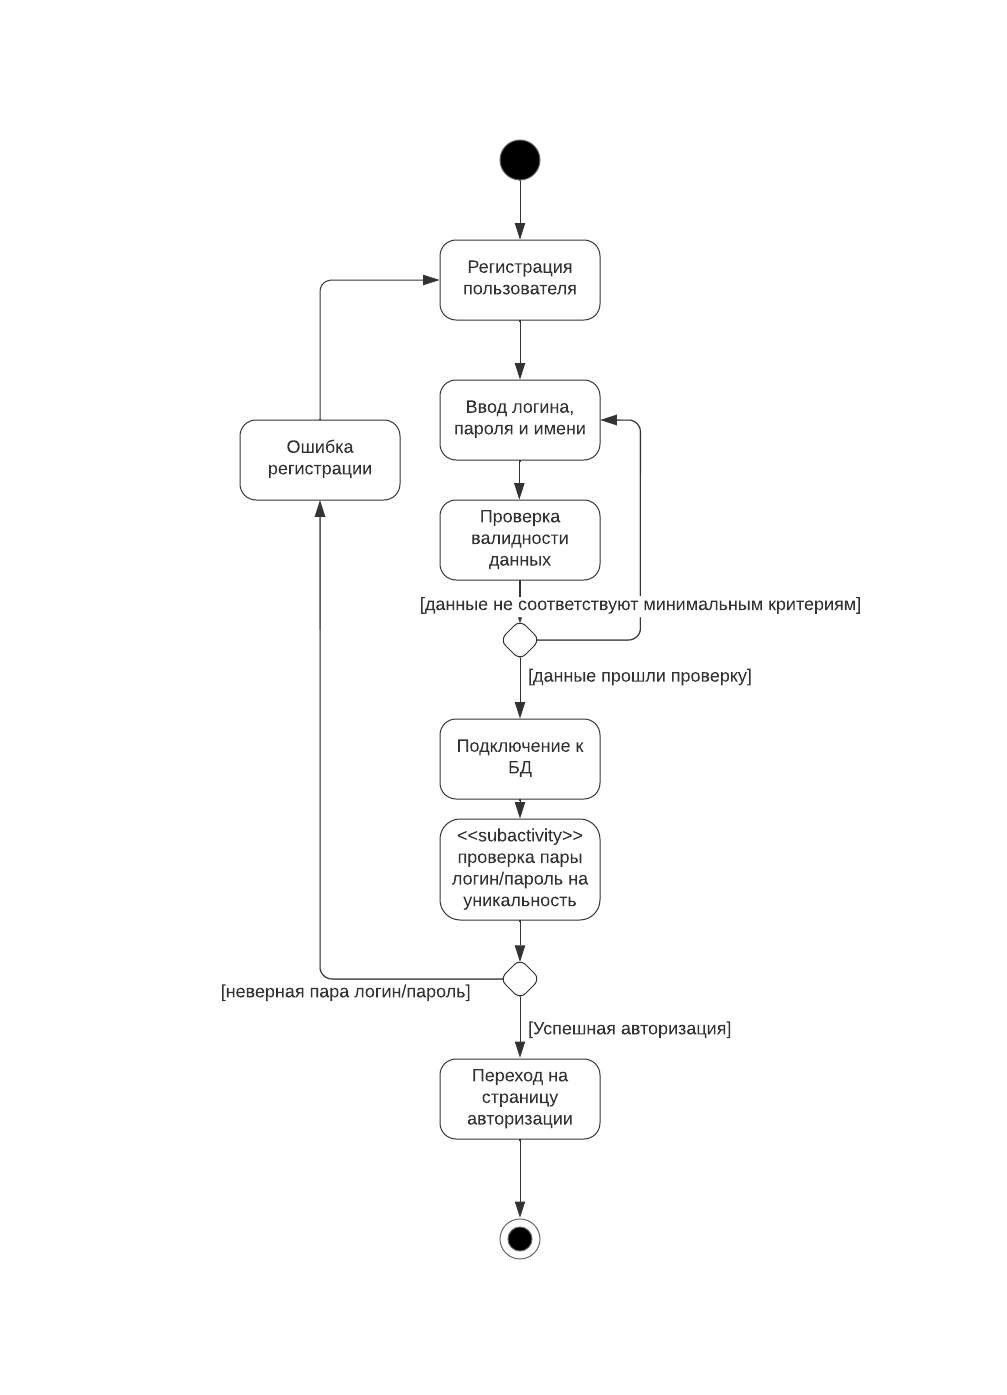 Регистрация
пользователя
Ввод логина,
пароля и имени
Ошибка
регистрации
Проверка
валидности
данных
[данные не соответствуют минимальным критериям]
[данные прошли проверку]
Подключение к
БД
<<subactivity>>
проверка пары
логин/пароль на
уникальность
[неверная пара логин/пароль]
[Успешная авторизация]
Переход на
страницу
авторизации